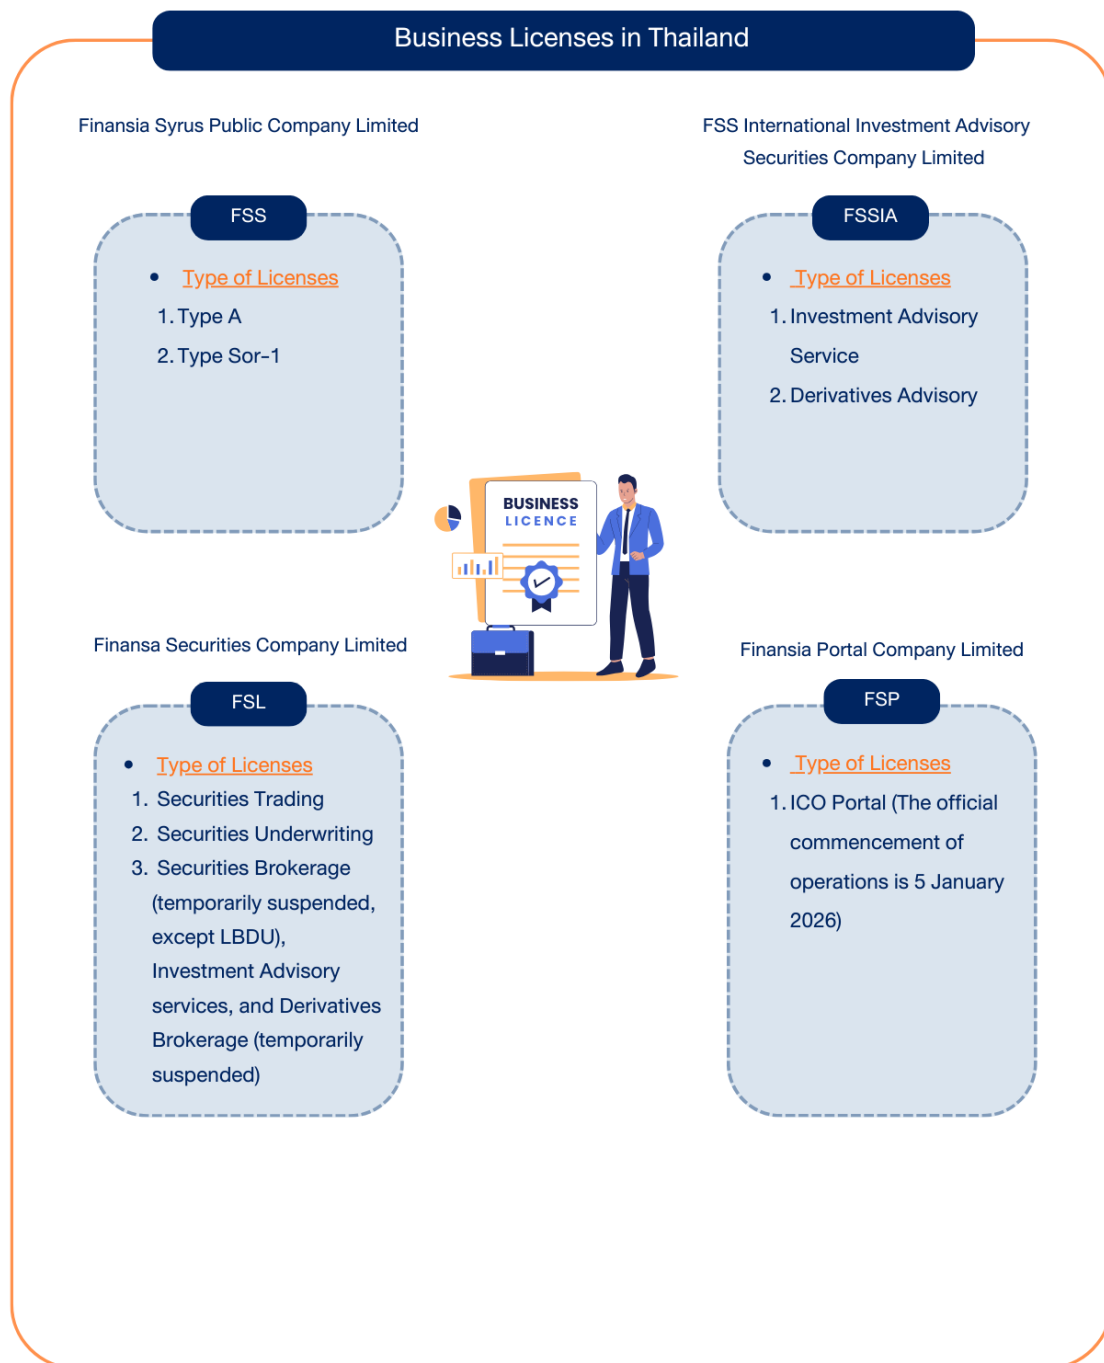 Business Licenses in Thailand
Finansia Syrus Public Company Limited
FSS
• Type of Licenses
1. Type A
2. Type Sor-1
FSS International Investment Advisory
Securities Company Limited
FSSIA
• Type of Licenses
1. Investment Advisory
Service
2. Derivatives Advisory
BUSINESS
LICENCE
Finansa Securities Company Limited
FSL
• Type of Licenses
1. Securities Trading
2. Securities Underwriting
3. Securities Brokerage
(temporarily suspended,
except LBDU),
Investment Advisory
services, and Derivatives
Brokerage (temporarily
suspended)
Finansia Portal Company Limited
FSP
• Type of Licenses
1. ICO Portal (The official
commencement of
operations is 5 January
2026)